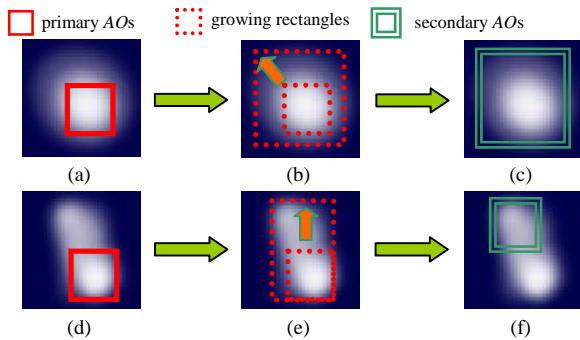 primary AOs growing rectangles secondary AOs
(a) (b) (c)
(d) (e) (f)